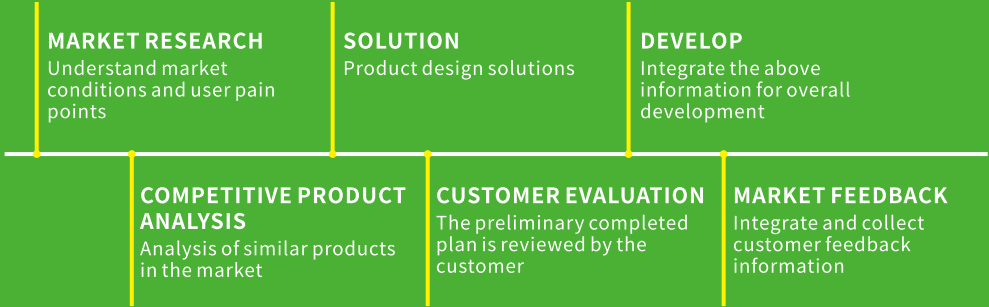 MARKET RESEARCH
Understand market
conditions and user pain
points
COMPETITIVE PRODUCT
ANALYSIS
Analysis of similar products
in the market
SOLUTION
Product design solutions
CUSTOMER EVALUATION
The preliminary completed
plan is reviewed by the
customer
DEVELOP
Integrate the above
information for overall
development
MARKET FEEDBACK
Integrate and collect
customer feedback
information